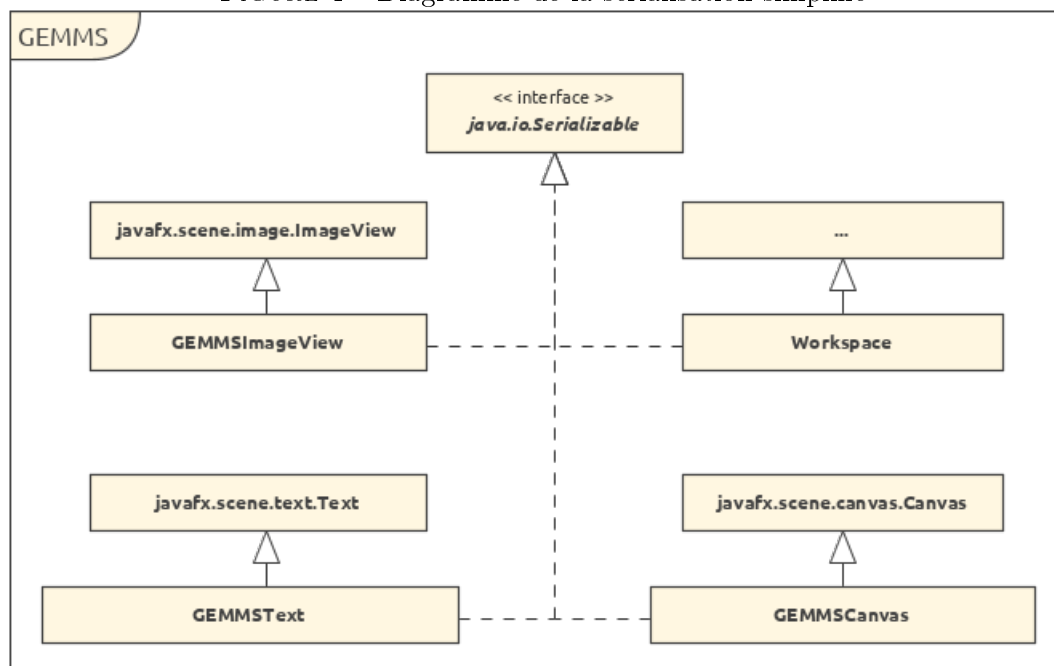 GEMMS
<< interface >>
java.io.Serializable
javafx.scene.image.ImageView
...
GEMMSImageView
Workspace
javafx.scene.text.Text
javafx.scene.canvas.Canvas
GEMMSText
GEMMSCanvas